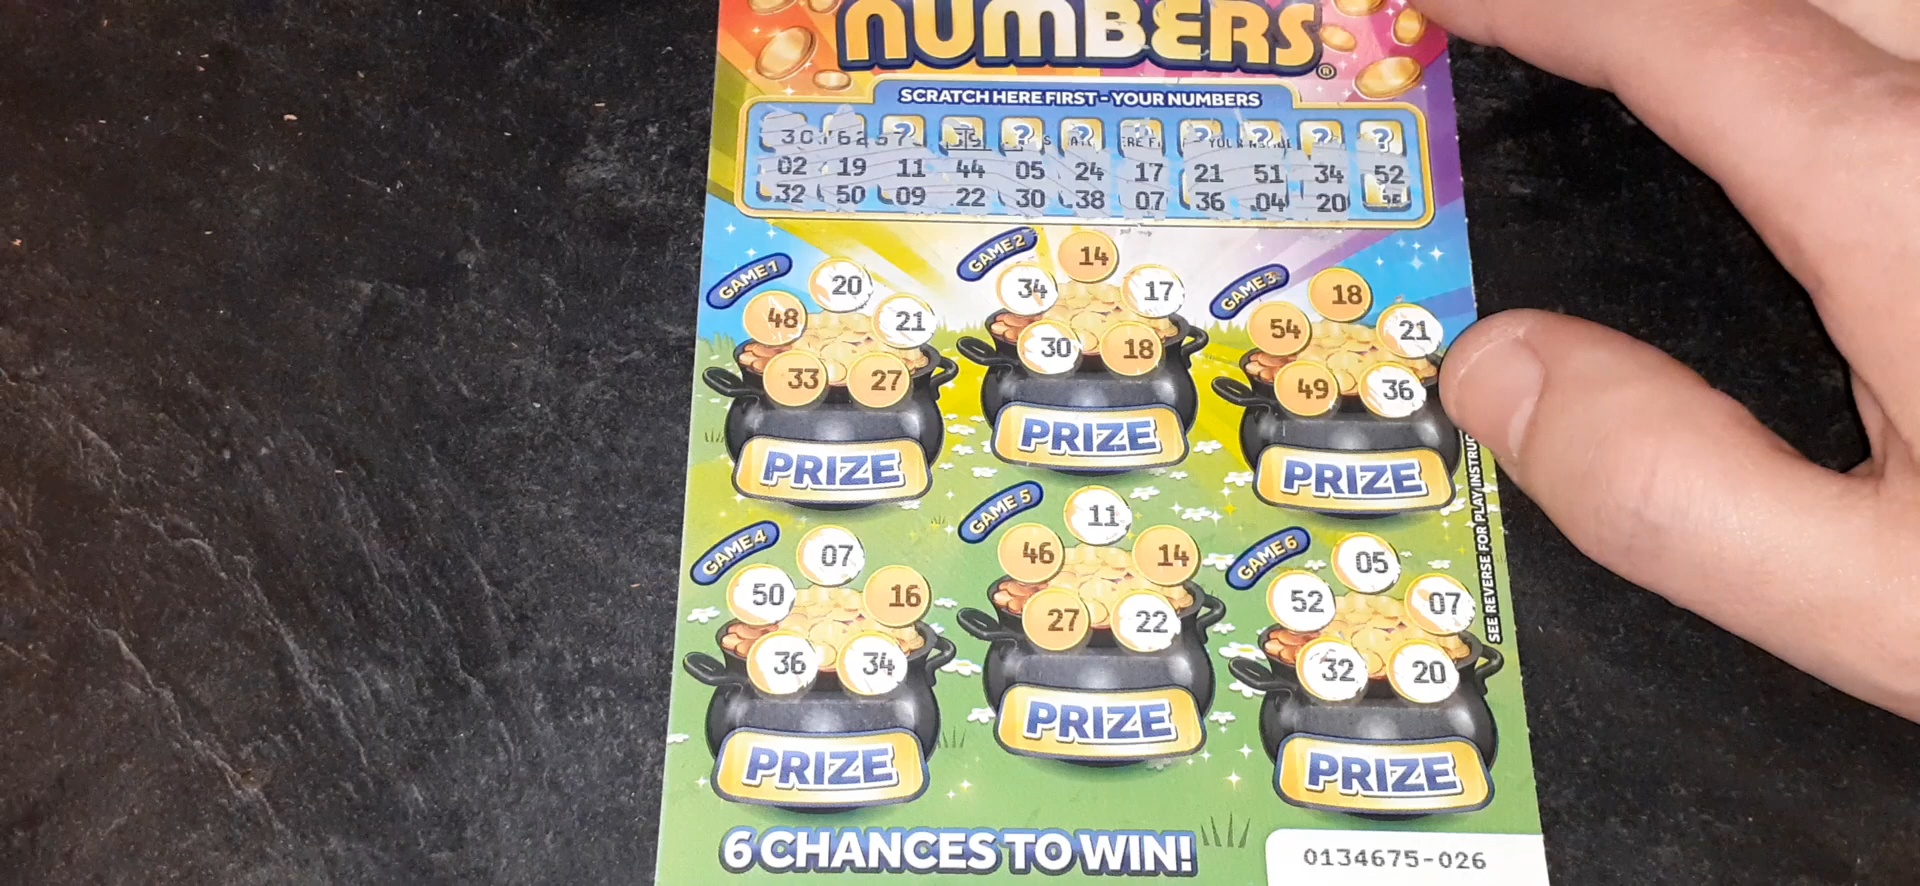 NUMBERS®
SCRATCH HERE FIRST - YOUR NUMBERS
02 19 11 44 05 24 17 21 51 34 52
32 50 09 22 30 38 07 36 04 20
GAME 1
20
48
21
33 27
PRIZE
GAME 2
14
34 17
30 18
PRIZE
GAME 3
18
54 21
49 36
PRIZE
GAME 4
07
50 16
36 34
PRIZE
GAME 5
11
46 14
27 22
PRIZE
GAME 6
05
52 07
32 20
PRIZE
SEE REVERSE FOR PLAY
6 CHANCES TO WIN!
0134675-026